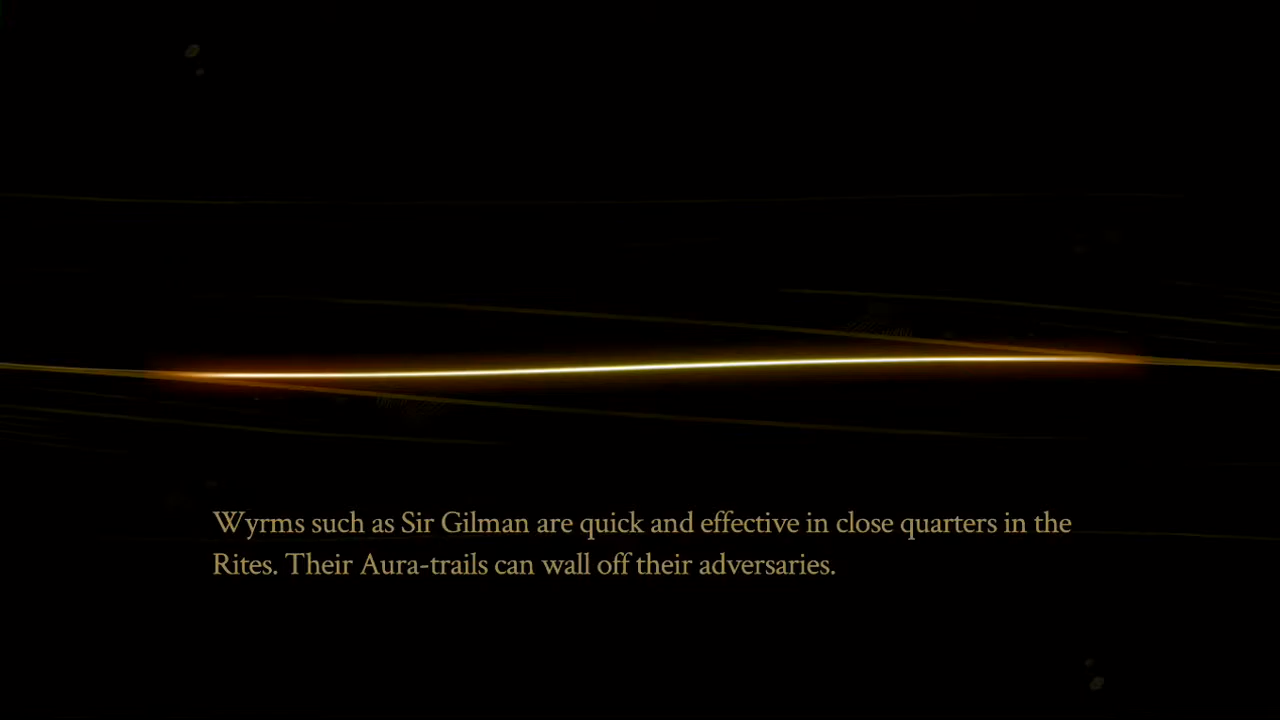 Wyrms such as Sir Gilman are quick and effective in close quarters in the
Rites. Their Aura-trails can wall off their adversaries.